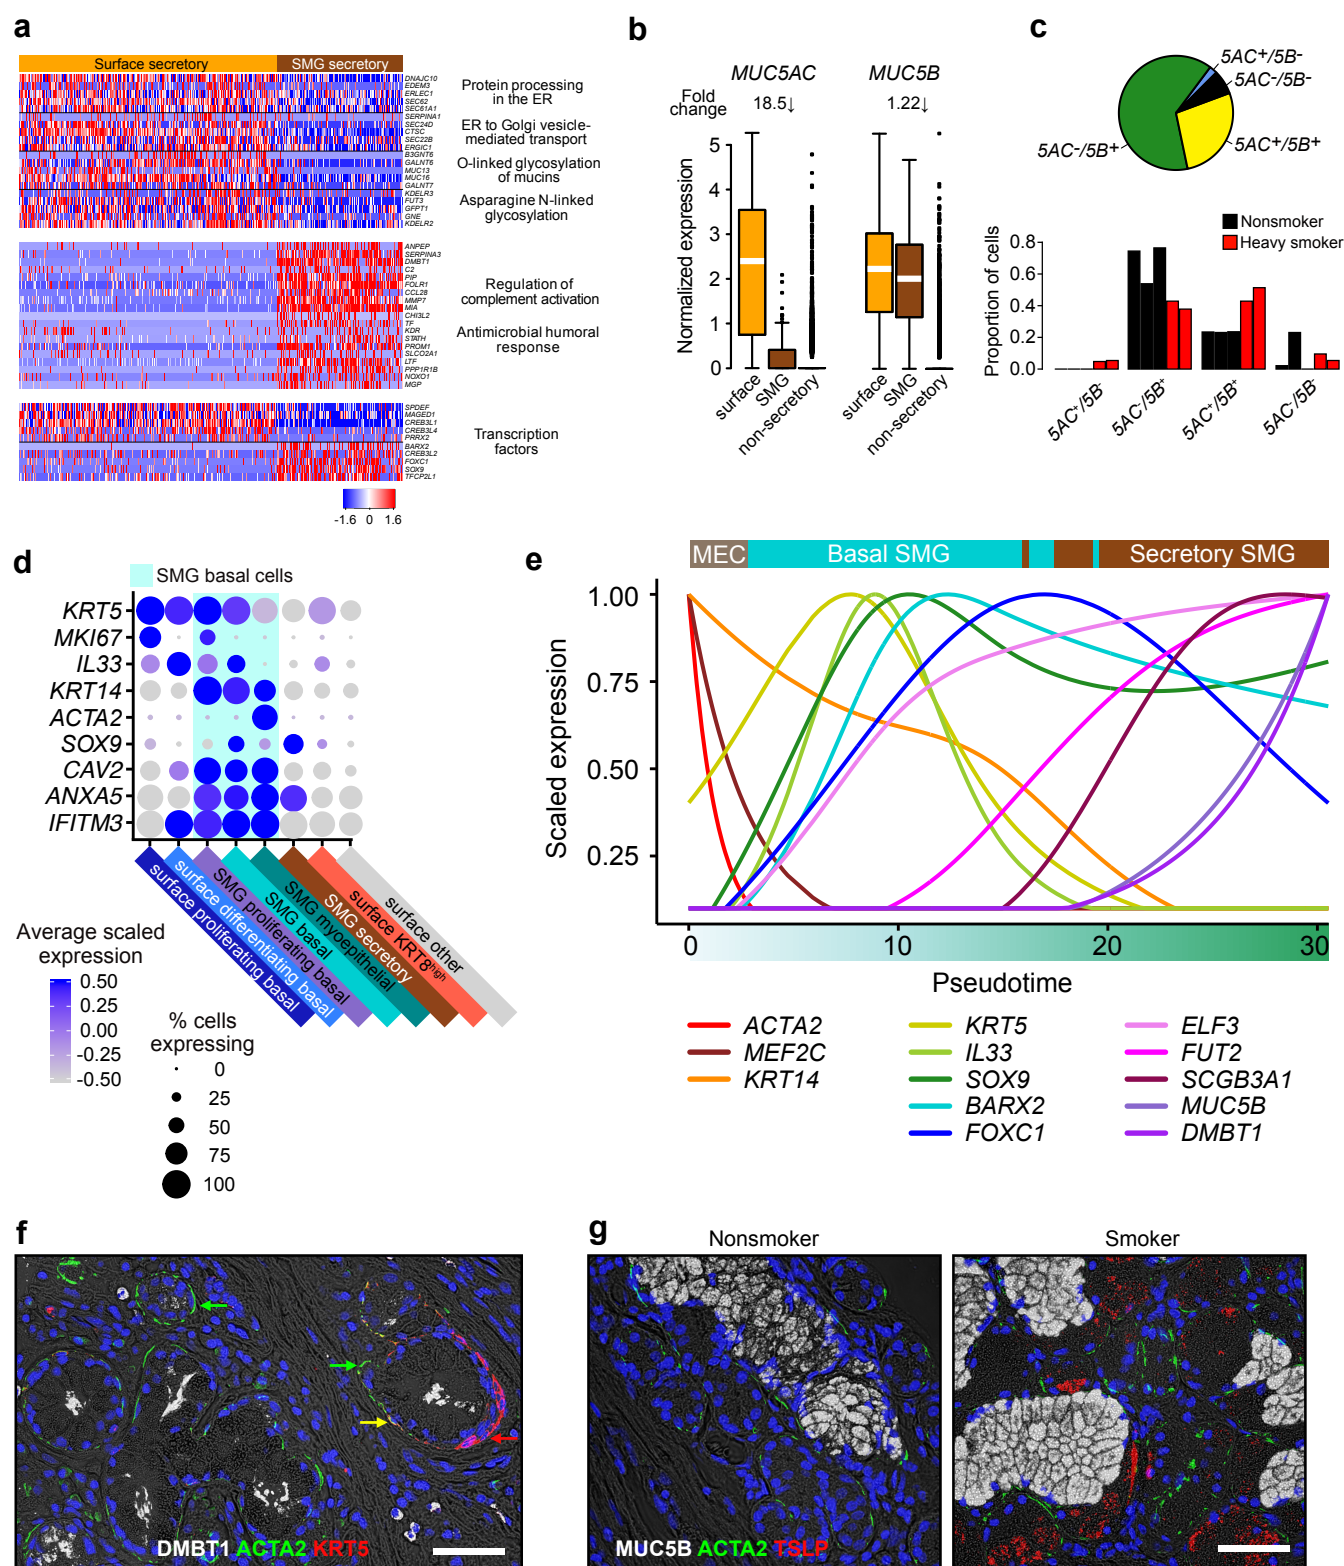 a
Surface secretory
SMG secretory
DNAJC10
EDEM3
ERLEC1
SEC62
SEC61A1
SERPINA1
SEC24D
CTSC
SEC22B
ERGIC1
B3GNT6
GALNT6
MUC13
MUC16
GALNT7
KDELR3
FUT3
GFPT1
GNE
KDELR2
Protein processing
in the ER
ER to Golgi vesicle-
mediated transport
O-linked glycosylation
of mucins
Asparagine N-linked
glycosylation
ANPEP
SERPINA3
DMBT1
C2
PIP
FOLR1
CCL28
MMP7
MIA
CHI3L2
TF
KDR
STATH
PROM1
SLCO2A1
LTF
PPP1R1B
NOXO1
MGP
Regulation of
complement activation
Antimicrobial humoral
response
SPDEF
MAGED1
CREB3L1
CREB3L4
PRRX2
BARX2
CREB3L2
FOXC1
SOX9
TFCP2L1
Transcription
factors
-1.6 0 1.6
b
MUC5AC MUC5B
Fold
change
18.5↓ 1.22↓
Normalized expression
5
4
3
2
1
0
surface
SMG
non-secretory
surface
SMG
non-secretory
c
5AC+/5B-
5AC-/5B-
5AC+/5B+
5AC-/5B+
Nonsmoker
Heavy smoker
Proportion of cells
0.8
0.6
0.4
0.2
0.0
5AC+/5B-
5AC-/5B+
5AC+/5B+
5AC-/5B-
d
SMG basal cells
KRT5
MKI67
IL33
KRT14
ACTA2
SOX9
CAV2
ANXA5
IFITM3
surface proliferating basal
surface differentiating basal
SMG proliferating basal
SMG basal
SMG myoepithelial
SMG secretory
surface KRT8high
surface other
Average scaled
expression
0.50
0.25
0.00
-0.25
-0.50
% cells
expressing
0
25
50
75
100
e
MEC
Basal SMG
Secretory SMG
Scaled expression
1.00
0.75
0.50
0.25
0 10 20 30
Pseudotime
ACTA2
MEF2C
KRT14
KRT5
IL33
SOX9
BARX2
FOXC1
ELF3
FUT2
SCGB3A1
MUC5B
DMBT1
f
DMBT1 ACTA2 KRT5
g
Nonsmoker
Smoker
MUC5B ACTA2 TSLP